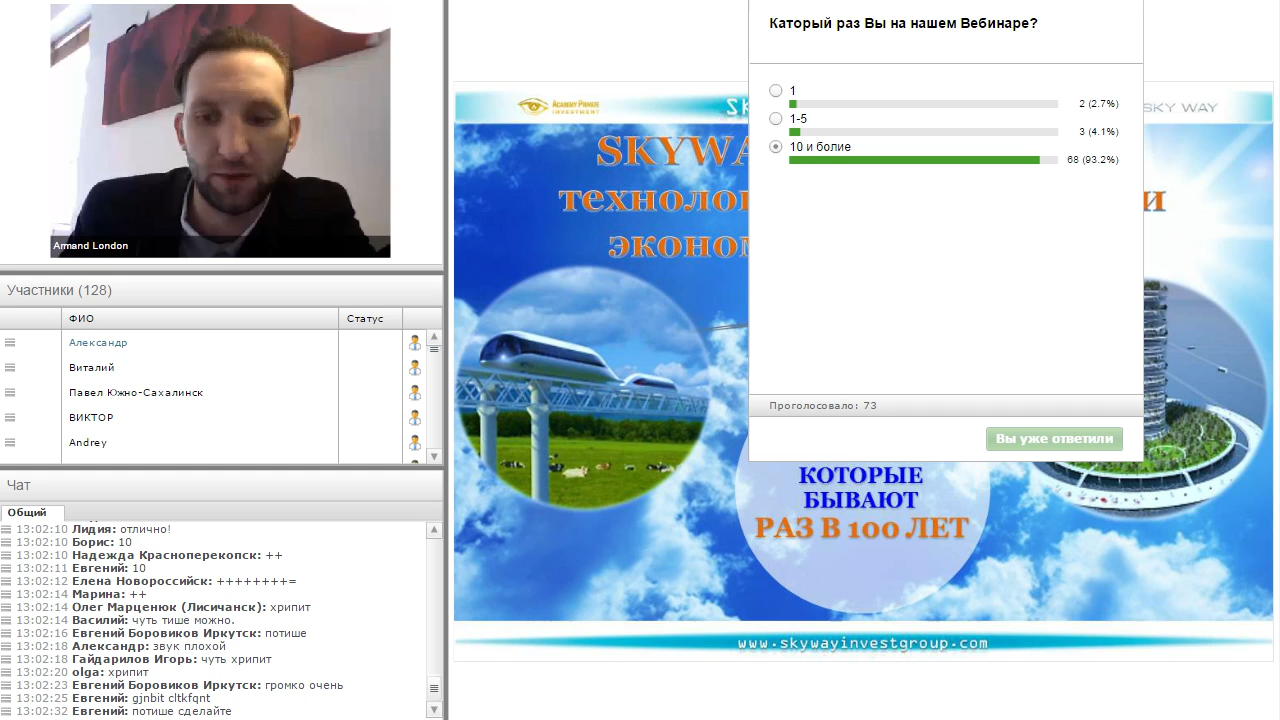 Armand London
Участники (128)
ФИО
Статус
Александр
Виталий
Павел Южно-Сахалинск
ВИКТОР
Andrey
Чат
Общий
13:02:10 Лидия: отлично!
13:02:10 Борис: 10
13:02:10 Надежда Красноперекопск: ++
13:02:11 Евгений: 10
13:02:12 Елена Новороссийск: ++++++++=
13:02:14 Марина: ++
13:02:14 Олег Марценюк (Лисичанск): хрипит
13:02:14 Василий: чуть тише можно.
13:02:16 Евгений Боровиков Иркутск: потише
13:02:18 Александр: звук плохой
13:02:18 Гайдарилов Игорь: чуть хрипит
13:02:20 olga: хрипит
13:02:23 Евгений Боровиков Иркутск: громко очень
13:02:25 Евгений: gjnbit cltkfqnt
13:02:32 Евгений: потише сделайте
Каторый раз Вы на нашем Вебинаре?
1
2 (2.7%)
1-5
3 (4.1%)
10 и болие
68 (93.2%)
Проголосовало: 73
Вы уже ответили
ACADEMY PRIVATE
INVESTMENT
SK
SKY WAY
SKYWA
техноло
и
эконом
КОТОРЫЕ
БЫВАЮТ
РАЗ В 100 ЛЕТ
www.skywayinvestgroup.com